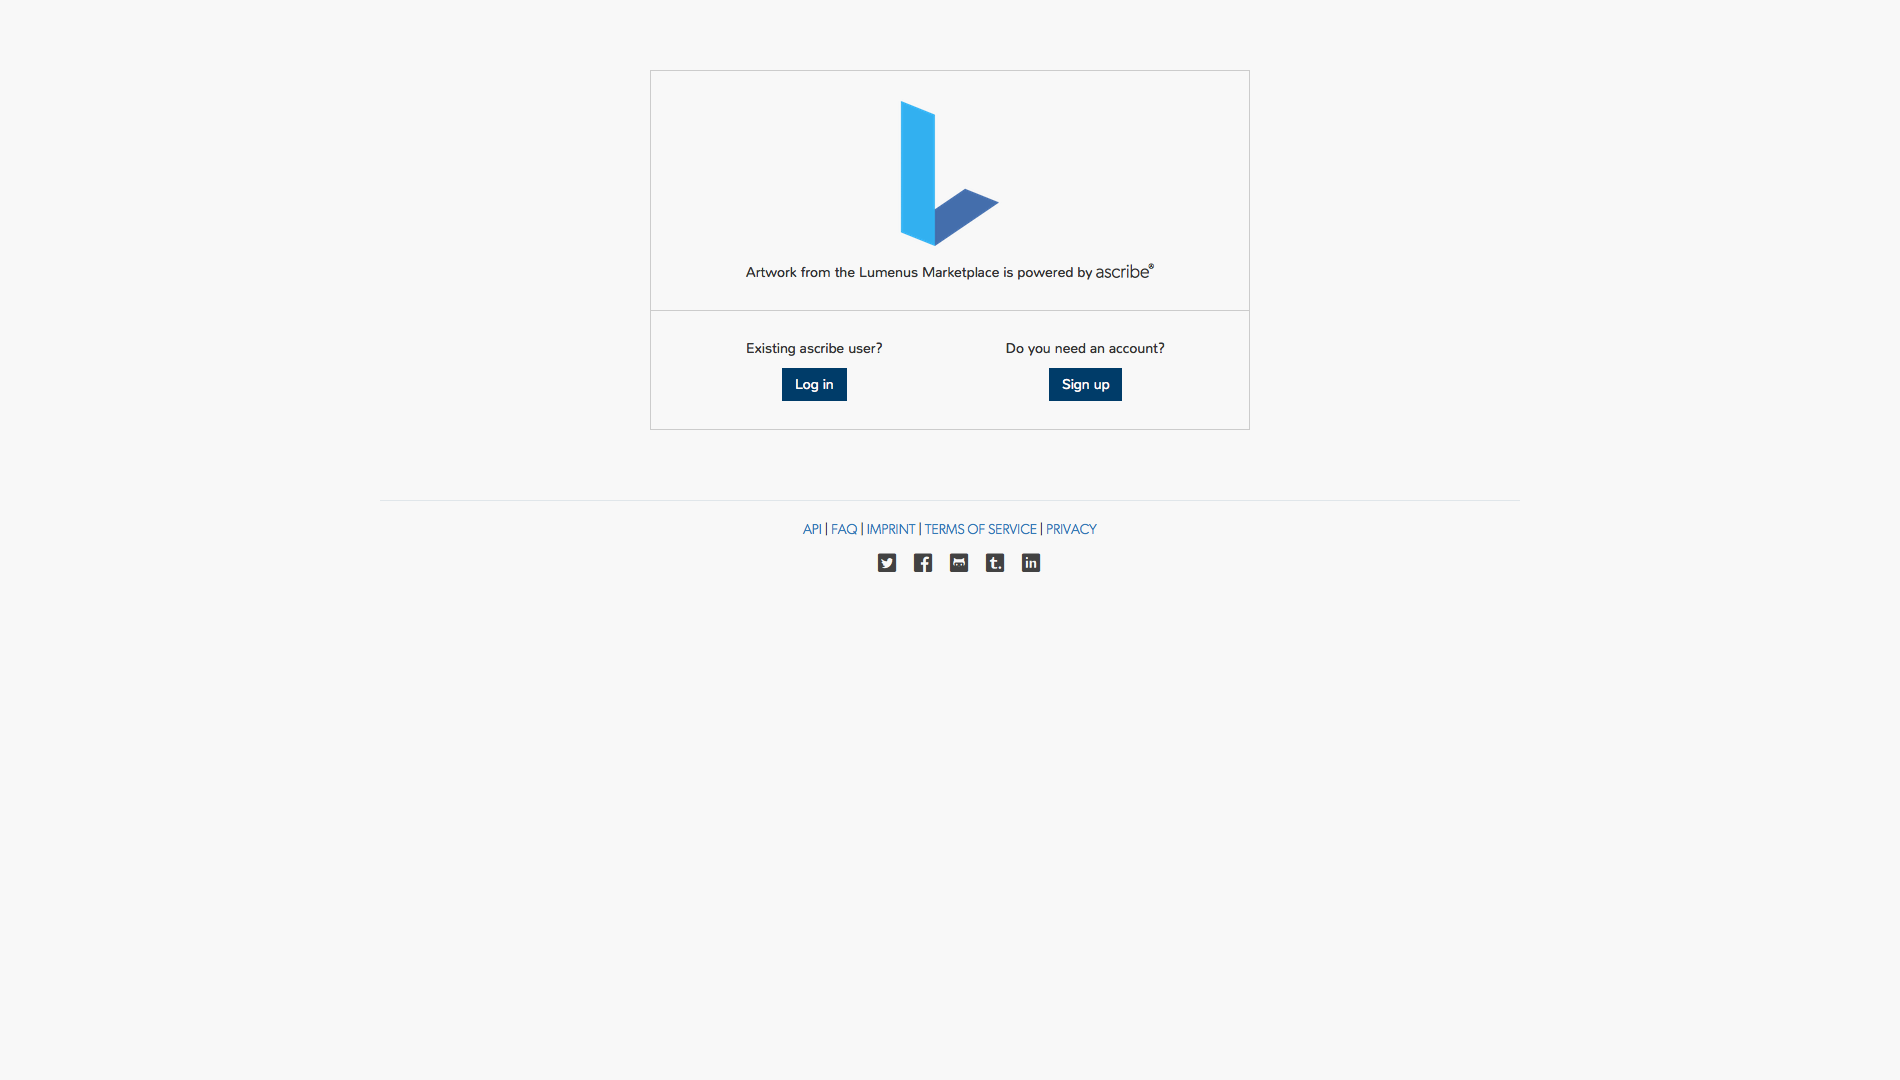 Artwork from the Lumenus Marketplace is powered by ascribe®
Existing ascribe user?
Do you need an account?
Log in
Sign up
API | FAQ | IMPRINT | TERMS OF SERVICE | PRIVACY